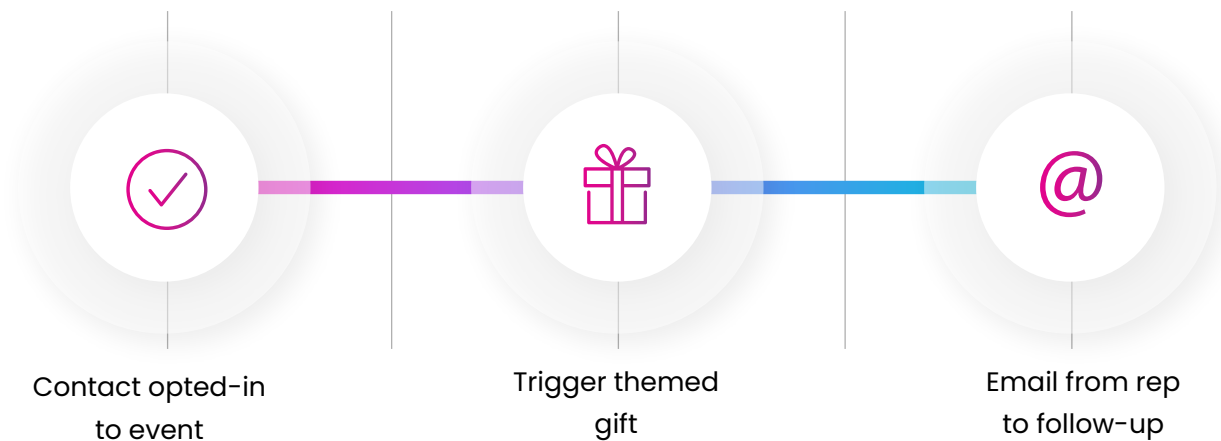 @
Contact opted-in
to event
Trigger themed
gift
Email from rep
to follow-up